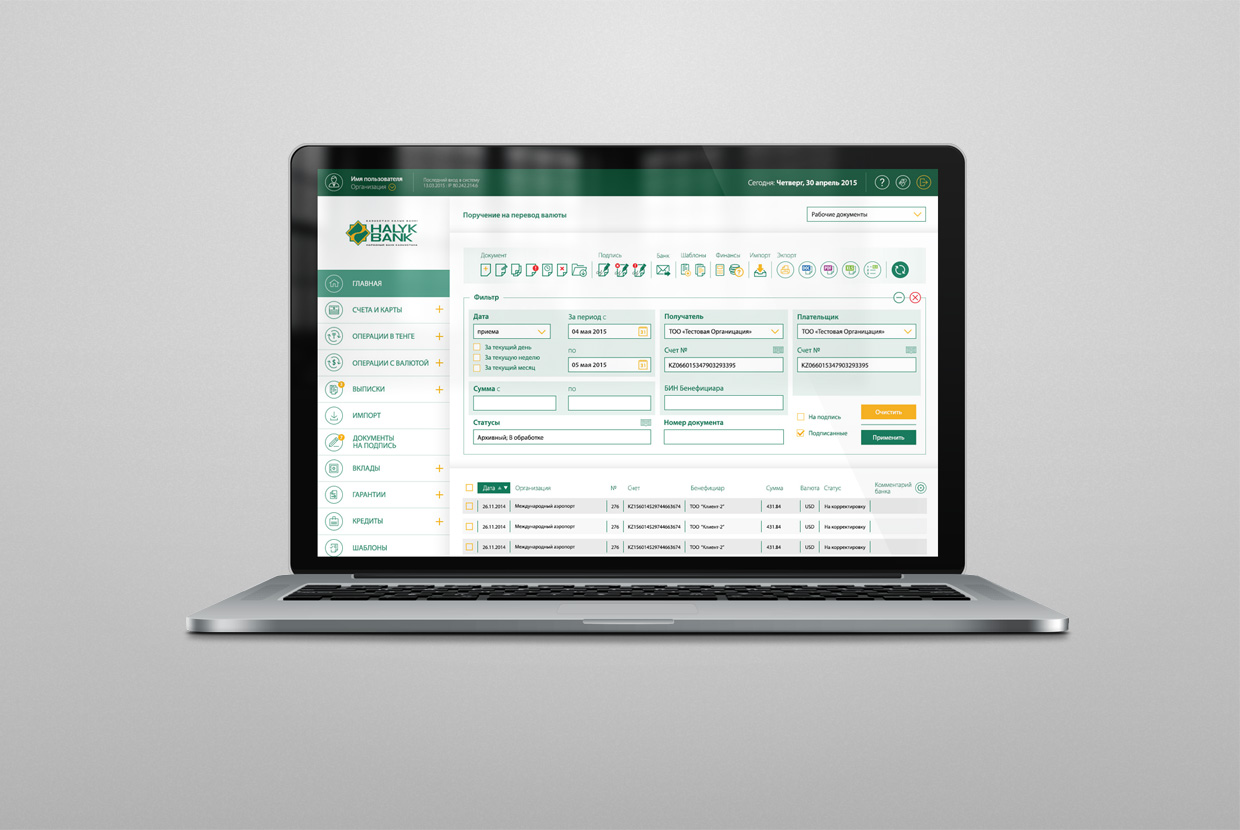 Имя пользователя
Организация
Последний вход в систему
13.03.2015 IP 80.242.214.6
Сегодня: Четверг, 30 апрель 2015
?
HALYK
BANK
Поручение на перевод валюты
Рабочие документы
ГЛАВНАЯ
СЧЕТА И КАРТЫ
ОПЕРАЦИИ В ТЕНГЕ
ОПЕРАЦИИ С ВАЛЮТОЙ
ВЫПИСКИ
ИМПОРТ
ДОКУМЕНТЫ
НА ПОДПИСЬ
ВКЛАДЫ
ГАРАНТИИ
КРЕДИТЫ
ШАБЛОНЫ
Документ Подпись Банк Шаблоны Финансы Импорт Экпорт
DOC PDF
Фильтр
Дата За период с Получатель Плательщик
приема 04 мая 2015 ТОО «Тестовая Органицация» ТОО «Тестовая Органицация»
За текущий день
За текущую неделю
За текущий месяц
по Счет № Счет №
05 мая 2015 KZ066015347903293395 KZ066015347903293395
Сумма с по БИН Бенефициара
На подпись Очистить
Статусы Номер документа
Подписанные Применить
Архивный; В обработке
Дата Организация № Счет Бенефициар Сумма Валюта Статус Комментарий
банка
26.11.2014 Международный аэропорт 276 KZ156014529744663674 ТОО "Клиент-2" 431.84 USD На корректировку
26.11.2014 Международный аэропорт 276 KZ156014529744663674 ТОО "Клиент-2" 431.84 USD На корректировку
26.11.2014 Международный аэропорт 276 KZ156014529744663674 ТОО "Клиент-2" 431.84 USD На корректировку